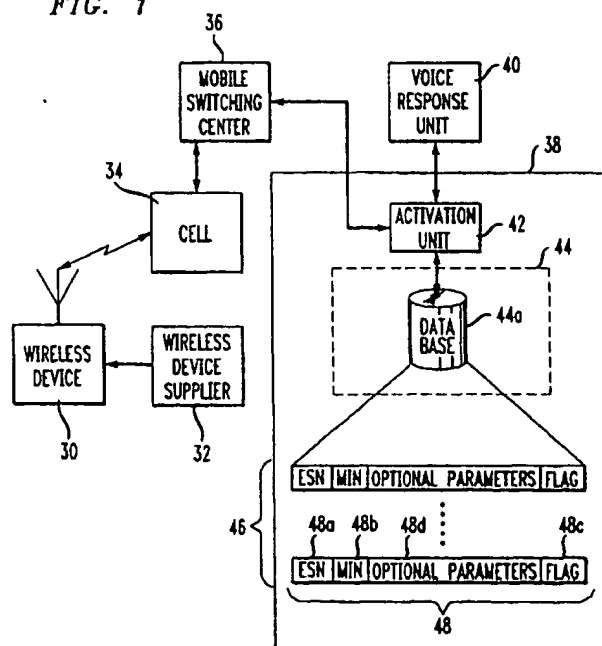 FIG. 1
36
MOBILE
SWITCHING
CENTER
40
VOICE
RESPONSE
UNIT
38
34
CELL
ACTIVATION
UNIT
42
44
DATA
BASE
44a
WIRELESS
DEVICE
30
WIRELESS
DEVICE
SUPPLIER
32
ESN MIN OPTIONAL PARAMETERS FLAG
46
48a 48b 48d 48c
ESN MIN OPTIONAL PARAMETERS FLAG
48